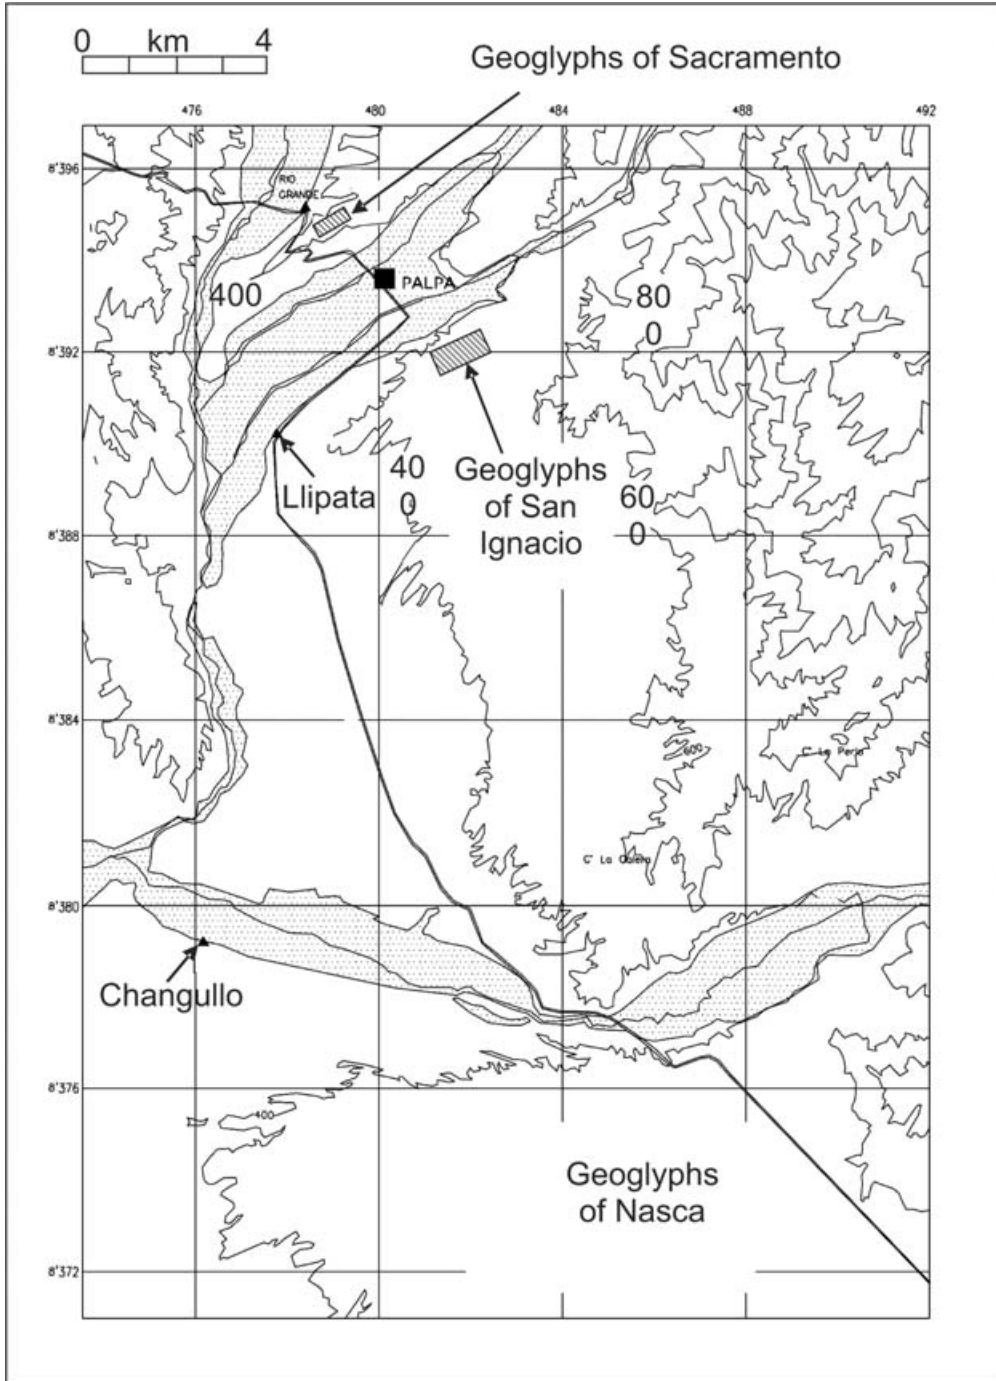 0 km 4
Geoglyphs of Sacramento
476 480 484 488 492
8'396
RIO
GRANDE
PALPA
400
80
0
8'392
40
0
Llipata
Geoglyphs
of San
Ignacio
60
0
8'388
8'384
600
C° La Perla
C° La Calera
8'380
Changullo
8'376
400
Geoglyphs
of Nasca
8'372